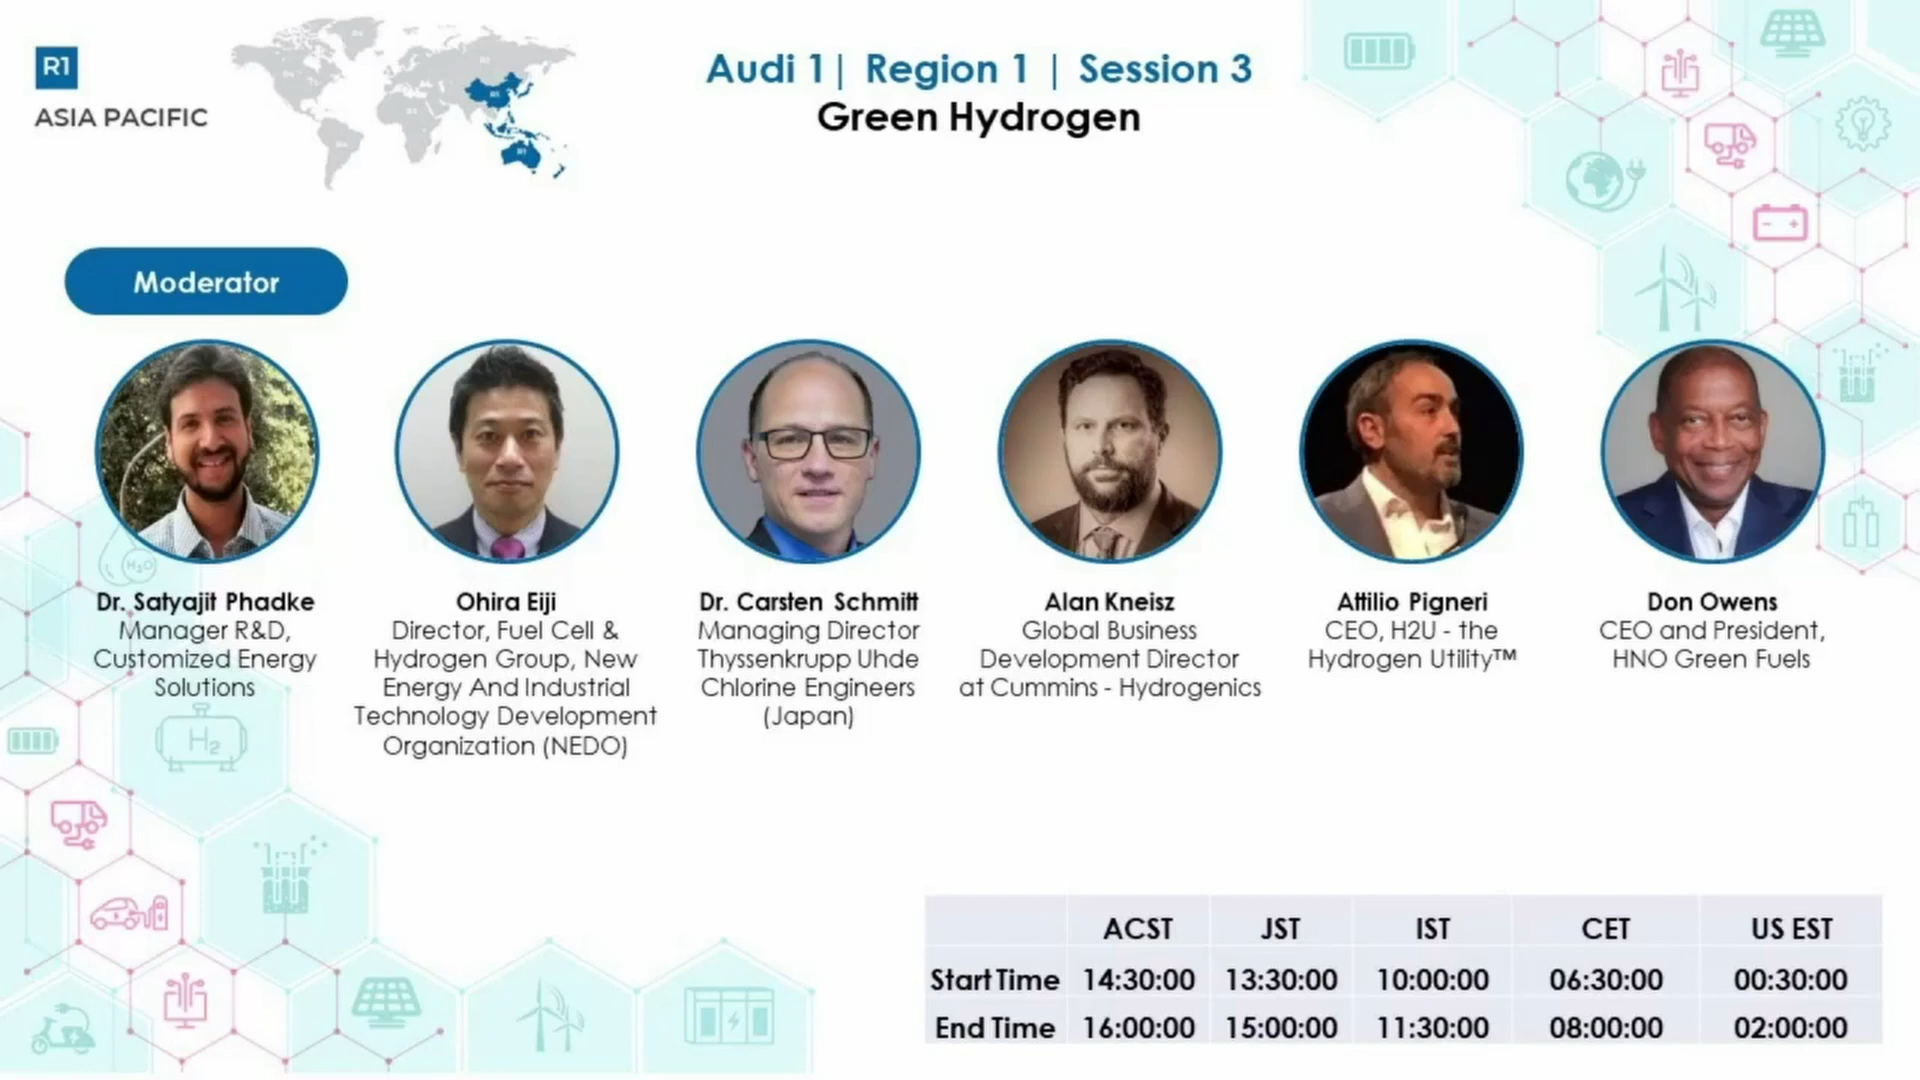 R1
ASIA PACIFIC
Audi 1| Region 1 | Session 3
Green Hydrogen
Moderator
Dr. Satyajit Phadke
Manager R&D,
Customized Energy
Solutions
Ohira Eiji
Director, Fuel Cell &
Hydrogen Group, New
Energy And Industrial
Technology Development
Organization (NEDO)
Dr. Carsten Schmitt
Managing Director
Thyssenkrupp Uhde
Chlorine Engineers
(Japan)
Alan Kneisz
Global Business
Development Director
at Cummins - Hydrogenics
Attilio Pigneri
CEO, H2U - the
Hydrogen Utility™
Don Owens
CEO and President,
HNO Green Fuels
H₂O
H₂
ACST JST IST CET US EST
Start Time 14:30:00 13:30:00 10:00:00 06:30:00 00:30:00
End Time 16:00:00 15:00:00 11:30:00 08:00:00 02:00:00